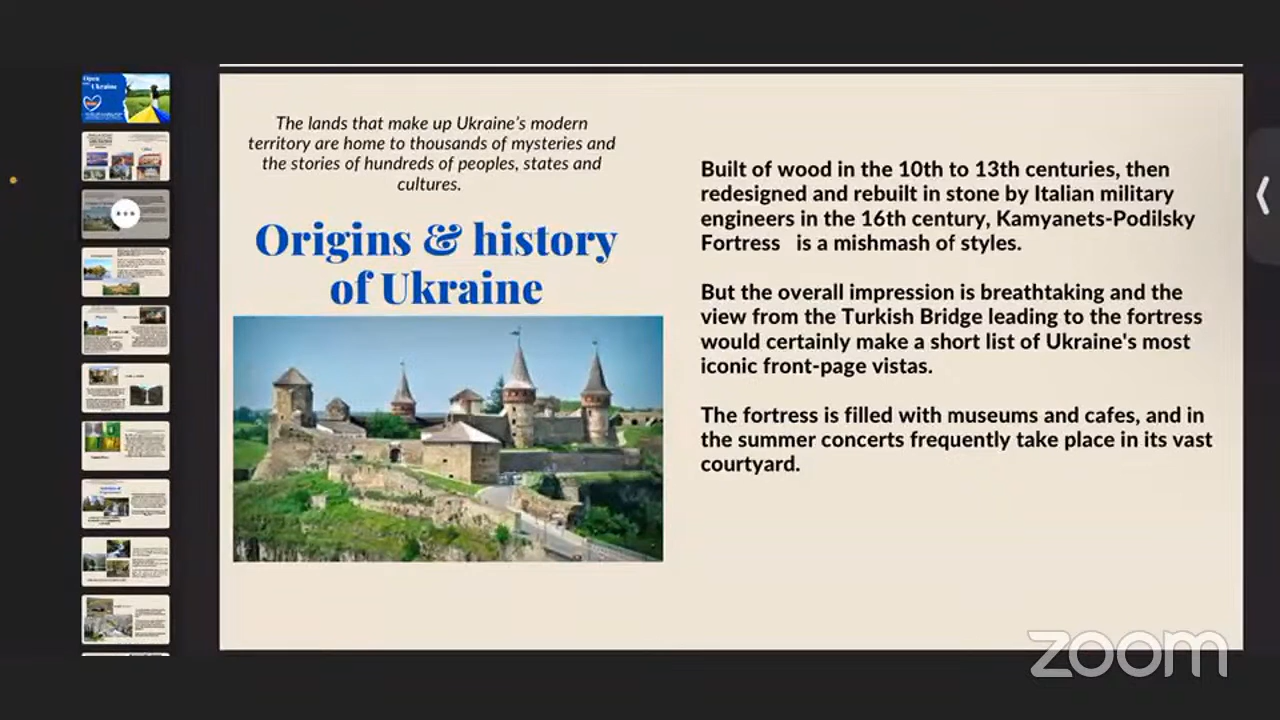 Open
Ukraine
The lands that make up Ukraine's modern
territory are home to thousands of mysteries and
the stories of hundreds of peoples, states and
cultures.
Origins & history
of Ukraine
Built of wood in the 10th to 13th centuries, then
redesigned and rebuilt in stone by Italian military
engineers in the 16th century, Kamyanets-Podilsky
Fortress is a mishmash of styles.
But the overall impression is breathtaking and the
view from the Turkish Bridge leading to the fortress
would certainly make a short list of Ukraine's most
iconic front-page vistas.
The fortress is filled with museums and cafes, and in
the summer concerts frequently take place in its vast
courtyard.
zoom